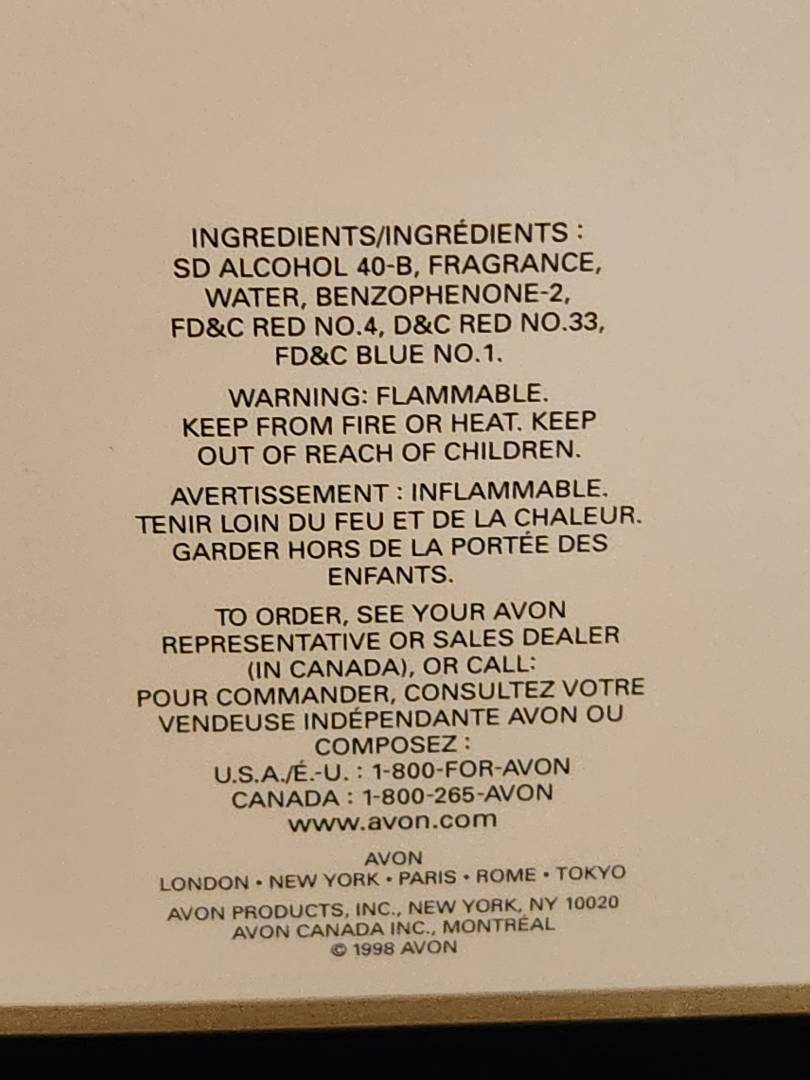 INGREDIENTS/INGRÉDIENTS :
SD ALCOHOL 40-B, FRAGRANCE,
WATER, BENZOPHENONE-2,
FD&C RED NO.4, D&C RED NO.33,
FD&C BLUE NO.1.
WARNING: FLAMMABLE.
KEEP FROM FIRE OR HEAT. KEEP
OUT OF REACH OF CHILDREN.
AVERTISSEMENT : INFLAMMABLE.
TENIR LOIN DU FEU ET DE LA CHALEUR.
GARDER HORS DE LA PORTÉE DES
ENFANTS.
TO ORDER, SEE YOUR AVON
REPRESENTATIVE OR SALES DEALER
(IN CANADA), OR CALL:
POUR COMMANDER, CONSULTEZ VOTRE
VENDEUSE INDÉPENDANTE AVON OU
COMPOSEZ :
U.S.A./É.-U. : 1-800-FOR-AVON
CANADA : 1-800-265-AVON
www.avon.com
AVON
LONDON • NEW YORK • PARIS • ROME • TOKYO
AVON PRODUCTS, INC., NEW YORK, NY 10020
AVON CANADA INC., MONTRÉAL
© 1998 AVON